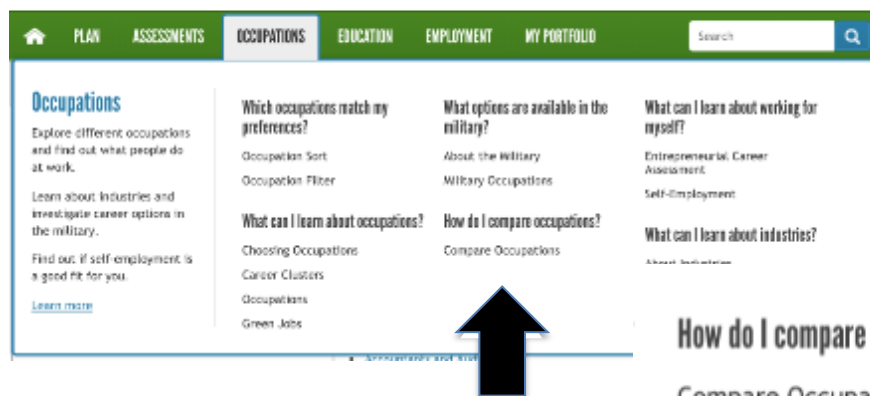 PLAN ASSESSMENTS OCCUPATIONS EDUCATION EMPLOYMENT MY PORTFOLIO Search
Occupations
Explore different occupations
and find out what people do
at work.
Learn about industries and
investigate career options in
the military.
Find out if self-employment is
a good fit for you.
Learn more
Which occupations match my
preferences?
Occupation Sort
Occupation Filter
What can I learn about occupations?
Choosing Occupations
Career Clusters
Occupations
Green Jobs
What options are available in the
military?
About the Military
Military Occupations
How do I compare occupations?
Compare Occupations
What can I learn about working for
myself?
Entrepreneurial Career
Assessment
Self-Employment
What can I learn about industries?
About Industries
Accountants and
How do I compare
Compare